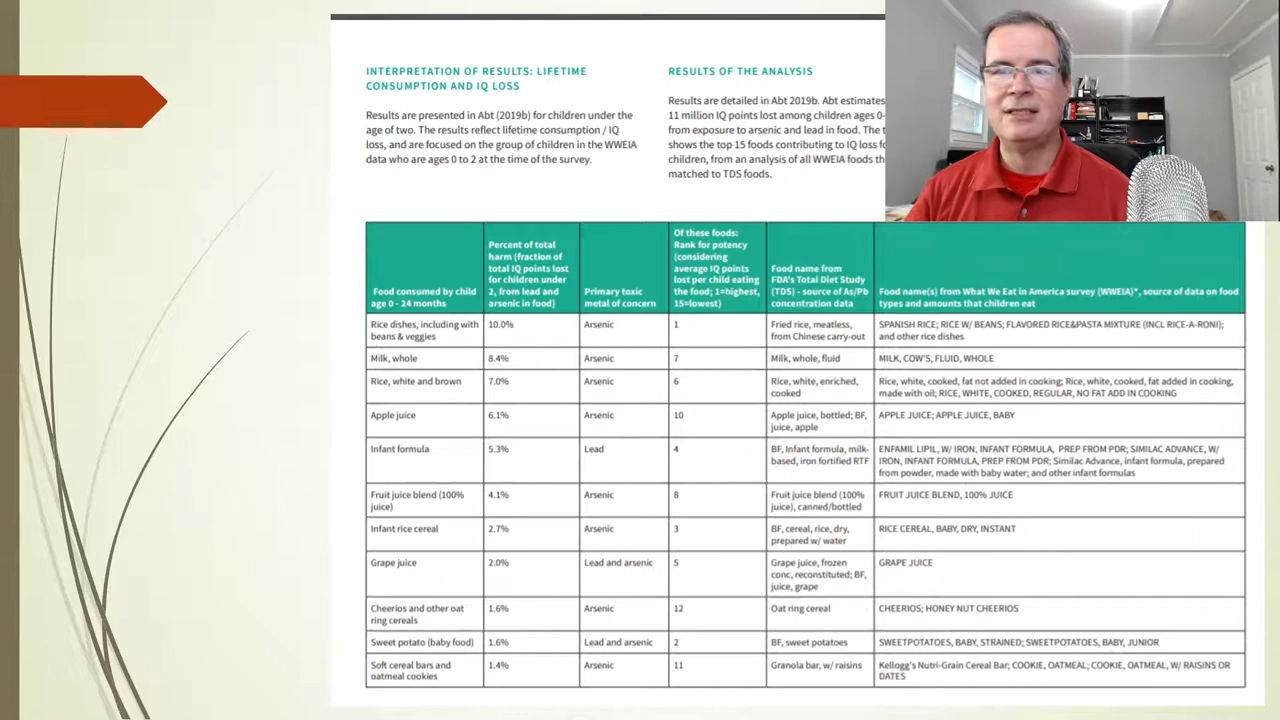 INTERPRETATION OF RESULTS: LIFETIME
CONSUMPTION AND IQ LOSS
Results are presented in Abt (2019b) for children under the
age of two. The results reflect lifetime consumption / IQ
loss, and are focused on the group of children in the WWEIA
data who are ages 0 to 2 at the time of the survey.
RESULTS OF THE ANALYSIS
Results are detailed in Abt 2019b. Abt estimates
11 million IQ points lost among children ages 0-
from exposure to arsenic and lead in food. The
shows the top 15 foods contributing to IQ loss
children, from an analysis of all WWEIA foods
matched to TDS foods.
Food consumed by child
age 0 - 24 months
Percent of total
harm (fraction of
total IQ points lost
for children under
2, from lead and
arsenic in food)
Primary toxic
metal of concern
Of these foods:
Rank for potency
(considering
average IQ points
lost per child eating
the food; 1=highest,
15=lowest)
Food name from
FDA's Total Diet Study
(TDS) - source of As/Pb
concentration data
Food name(s) from What We Eat in America survey (WWEIA)*, source of data on food
types and amounts that children eat
Rice dishes, including with
beans & veggies
10.0%
Arsenic
1
Fried rice, meatless,
from Chinese carry-out
SPANISH RICE; RICE W/ BEANS; FLAVORED RICE&PASTA MIXTURE (INCL RICE-A-RONI);
and other rice dishes
Milk, whole
8.4%
Arsenic
7
Milk, whole, fluid
MILK, COW'S, FLUID, WHOLE
Rice, white and brown
7.0%
Arsenic
6
Rice, white, enriched,
cooked
Rice, white, cooked, fat not added in cooking; Rice, white, cooked, fat added in cooking,
made with oil; RICE, WHITE, COOKED, REGULAR, NO FAT ADD IN COOKING
Apple juice
6.1%
Arsenic
10
Apple juice, bottled; BF,
juice, apple
APPLE JUICE; APPLE JUICE, BABY
Infant formula
5.3%
Lead
4
BF, Infant formula, milk-
based, iron fortified RTF
ENFAMIL LIPIL, W/ IRON, INFANT FORMULA, PREP FROM PDR; SIMILAC ADVANCE, W/
IRON, INFANT FORMULA, PREP FROM PDR; Similac Advance, infant formula, prepared
from powder, made with baby water; and other infant formulas
Fruit juice blend (100%
juice)
4.1%
Arsenic
8
Fruit juice blend (100%
juice), canned/bottled
FRUIT JUICE BLEND, 100% JUICE
Infant rice cereal
2.7%
Arsenic
3
BF, cereal, rice, dry,
prepared w/ water
RICE CEREAL, BABY, DRY, INSTANT
Grape juice
2.0%
Lead and arsenic
5
Grape juice, frozen
conc, reconstituted; BF,
juice, grape
GRAPE JUICE
Cheerios and other oat
ring cereals
1.6%
Arsenic
12
Oat ring cereal
CHEERIOS; HONEY NUT CHEERIOS
Sweet potato (baby food)
1.6%
Lead and arsenic
2
BF, sweet potatoes
SWEETPOTATOES, BABY, STRAINED; SWEETPOTATOES, BABY, JUNIOR
Soft cereal bars and
oatmeal cookies
1.4%
Arsenic
11
Granola bar, w/ raisins
Kellogg's Nutri-Grain Cereal Bar; COOKIE, OATMEAL; COOKIE, OATMEAL, W/ RAISINS OR
DATES